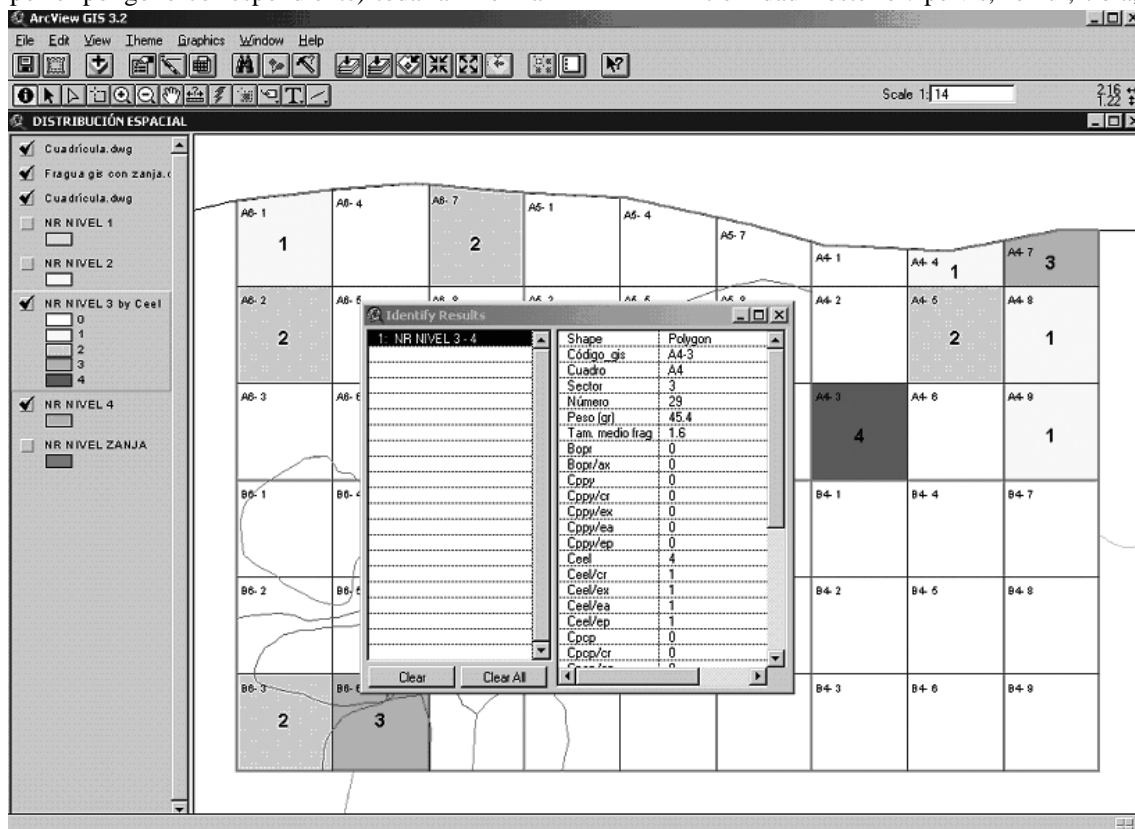 ArcView GIS 3.2
File Edit View Theme Graphics Window Help
Scale 1: 14
2.16
1.22
DISTRIBUCIÓN ESPACIAL
Cuadrícula.dwg
Fragua gis con zanja.
Cuadrícula.dwg
NR NIVEL 1
NR NIVEL 2
NR NIVEL 3 by Ceel
0
1
2
3
4
NR NIVEL 4
NR NIVEL ZANJA
A6- 1 A6- 4 A6- 7 A5- 1 A5- 4 A5- 7 A4- 1 A4- 4 A4- 7
1 2 1 3
A6- 2 A4- 2 A4- 5 A4- 8
2 2 1
A6- 3 A4- 3 A4- 6 A4- 9
4 1
B6- 1 B4- 1 B4- 4 B4- 7
B6- 2 B4- 2 B4- 5 B4- 8
B6- 3 B4- 3 B4- 6 B4- 9
2 3
Identify Results
1: NR NIVEL 3 - 4
Shape Polygon
Código_gis A4-3
Cuadro A4
Sector 3
Número 29
Peso (gr) 45.4
Tam. medio frag 1.6
Bopr 0
Bopr/ax 0
Cppy 0
Cppy/cr 0
Cppy/ex 0
Cppy/ea 0
Cppy/ep 0
Ceel 4
Ceel/cr 1
Ceel/ex 1
Ceel/ea 1
Ceel/ep 1
Cpcp 0
Cpcp/cr 0
Clear Clear All